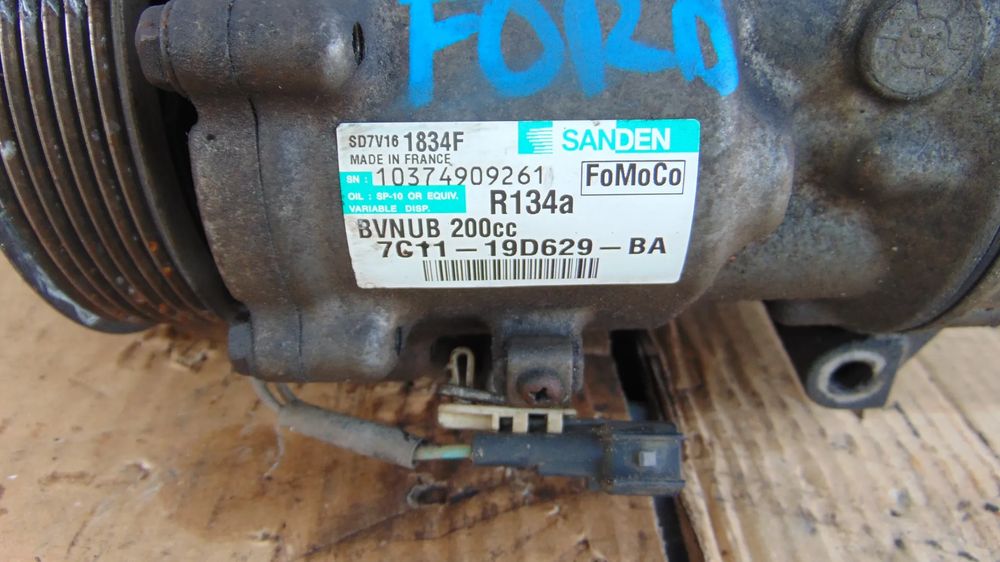 FORD
SD7V16 1834F
SANDEN
MADE IN FRANCE
SN : 10374909261
FoMoCo
OIL : SP-10 OR EQUIV.
VARIABLE DISP.
R134a
BVNUB 200cc
7G11-19D629-BA